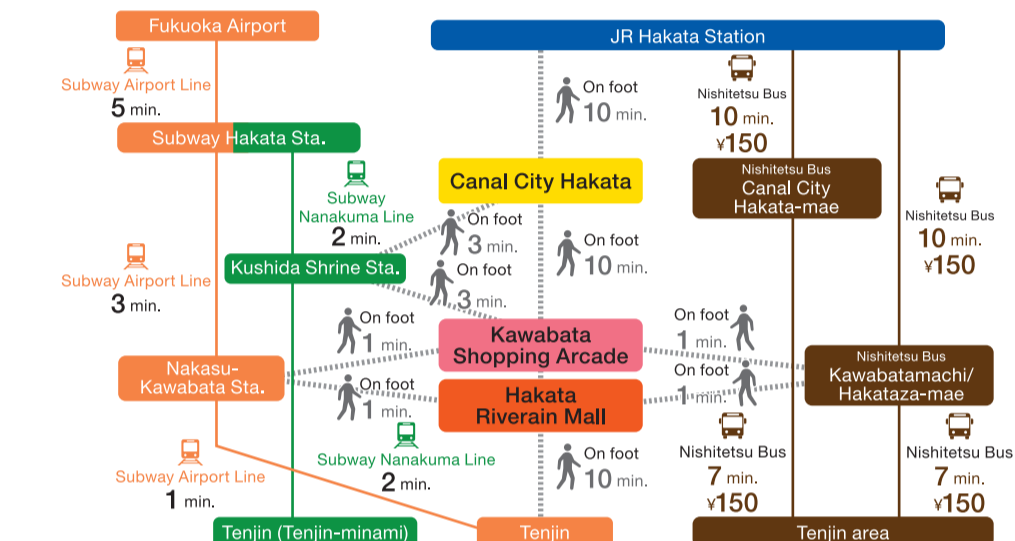 Fukuoka Airport
JR Hakata Station
Subway Airport Line
5 min.
On foot
10 min.
Nishitetsu Bus
10 min.
¥150
Subway Hakata Sta.
Canal City Hakata
Nishitetsu Bus
Canal City
Hakata-mae
Subway
Nanakuma Line
2 min.
On foot
3 min.
Nishitetsu Bus
10 min.
¥150
Kushida Shrine Sta.
On foot
3 min.
On foot
10 min.
Subway Airport Line
3 min.
On foot
1 min.
Kawabata
Shopping Arcade
On foot
1 min.
Nakasu-
Kawabata Sta.
Nishitetsu Bus
Kawabatamachi/
Hakataza-mae
On foot
1 min.
Hakata
Riverain Mall
On foot
1 min.
Subway Airport Line
1 min.
Subway Nanakuma Line
2 min.
On foot
10 min.
Nishitetsu Bus
7 min.
¥150
Nishitetsu Bus
7 min.
¥150
Tenjin (Tenjin-minami)
Tenjin
Tenjin area